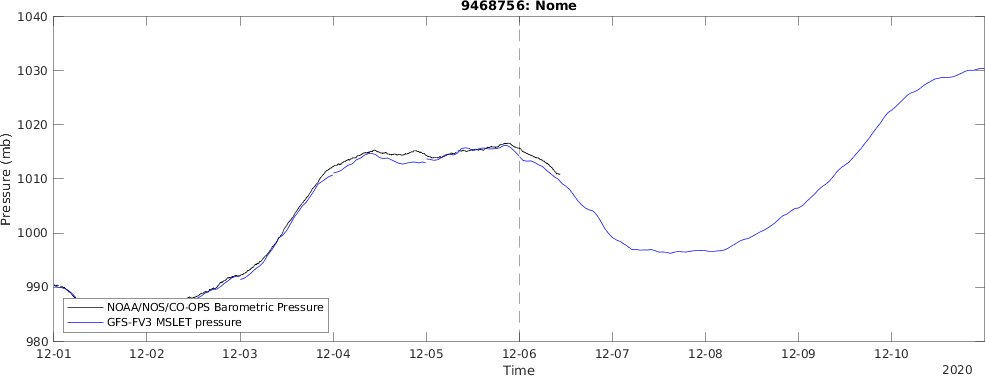 9468756: Nome
1040
1030
1020
1010
1000
990
980
Pressure (mb)
NOAA/NOS/CO-OPS Barometric Pressure
GFS-FV3 MSLET pressure
12-01 12-02 12-03 12-04 12-05 12-06 12-07 12-08 12-09 12-10
Time
2020